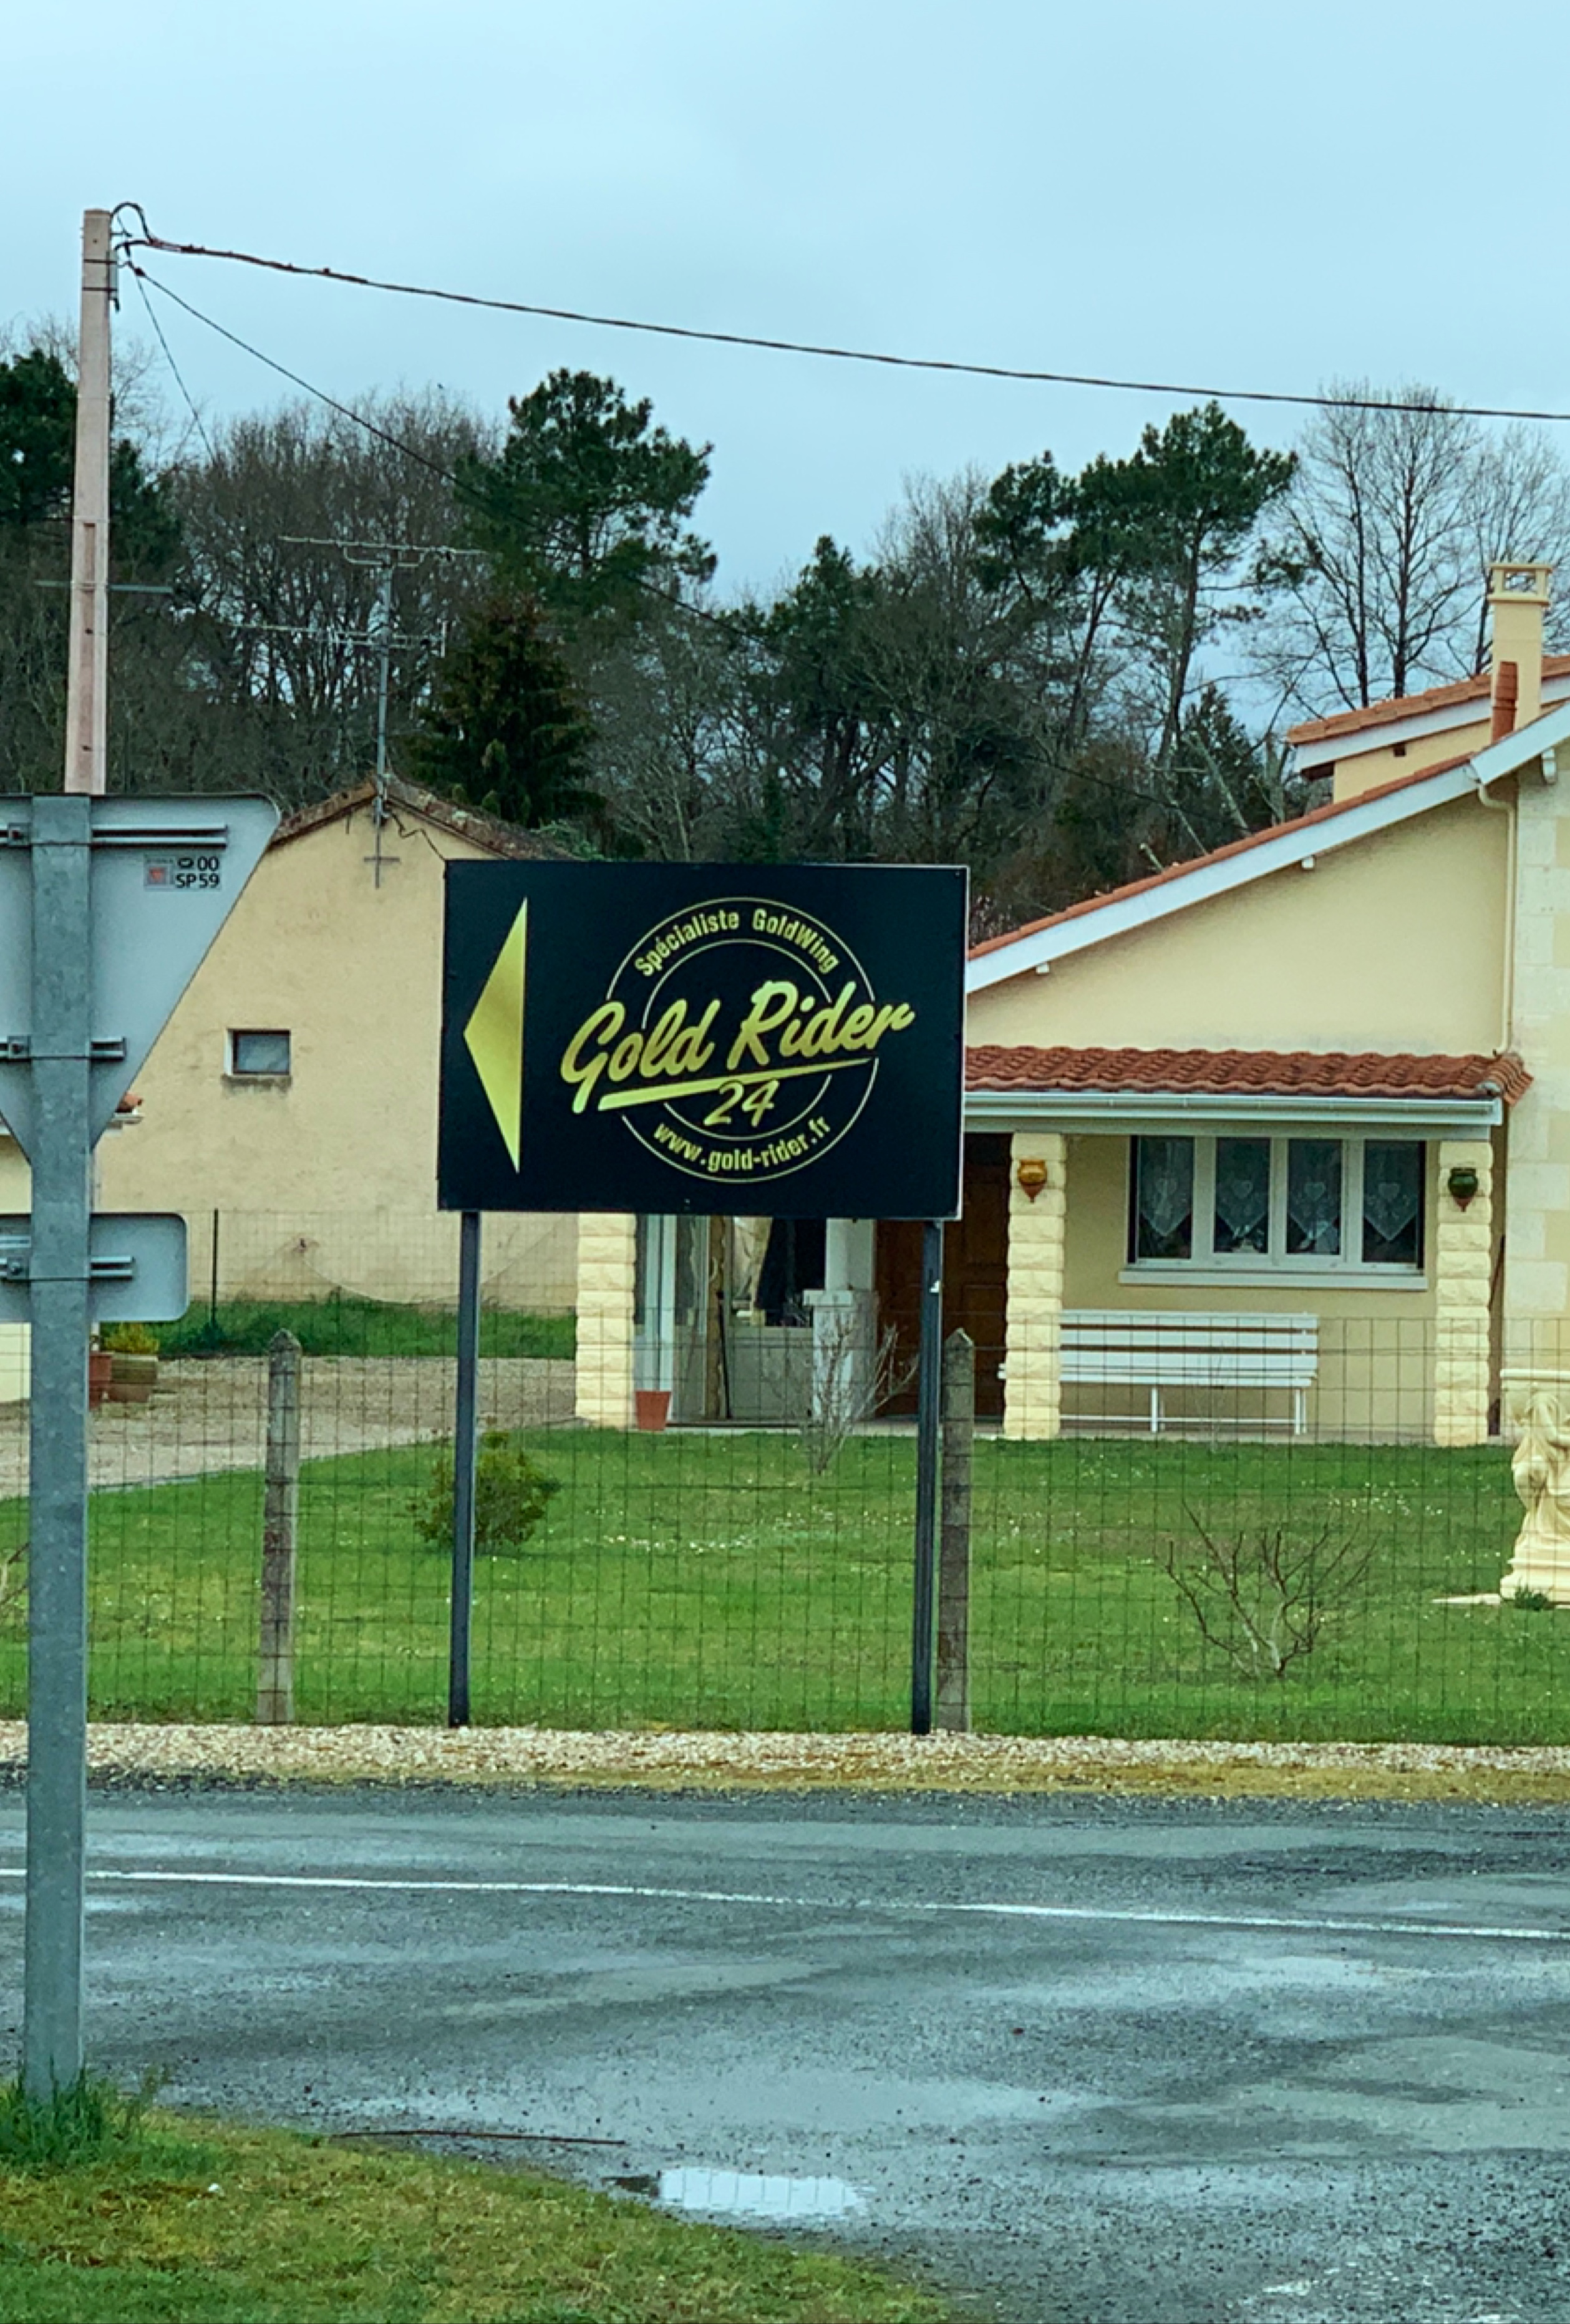 00
SP59
Spécialiste GoldWing
Gold Rider
24
www.gold-rider.fr